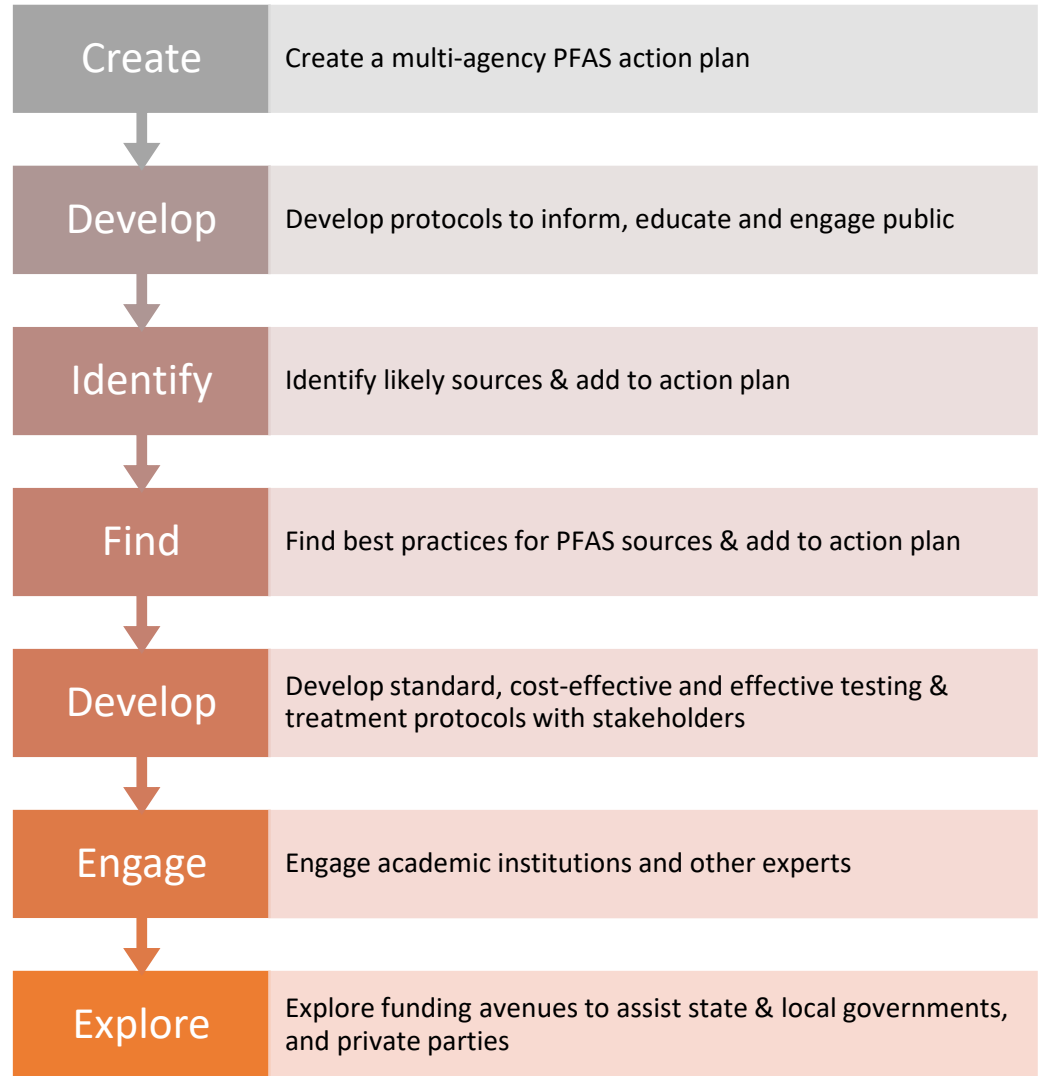 Create
Create a multi-agency PFAS action plan
Develop
Develop protocols to inform, educate and engage public
Identify
Identify likely sources & add to action plan
Find
Find best practices for PFAS sources & add to action plan
Develop
Develop standard, cost-effective and effective testing &
treatment protocols with stakeholders
Engage
Engage academic institutions and other experts
Explore
Explore funding avenues to assist state & local governments,
and private parties